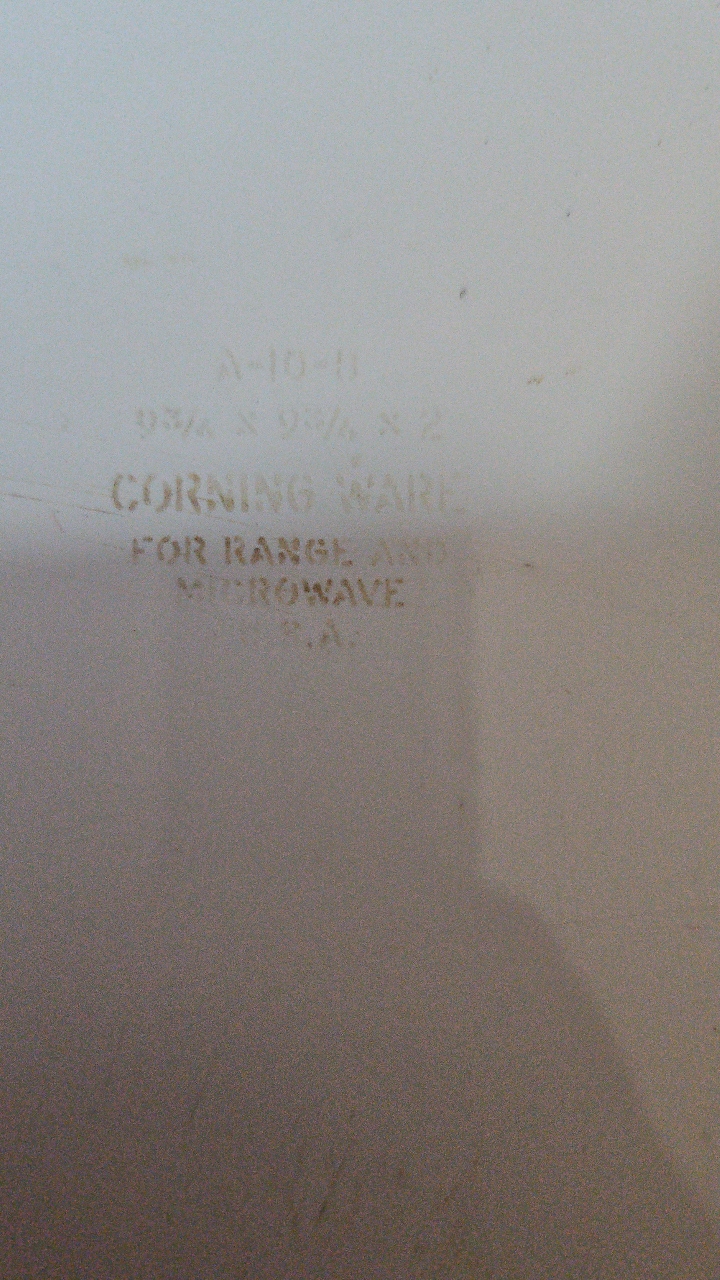 A-10-B
9¾ x 9¾ x 2
CORNING WARE
FOR RANGE AND
MICROWAVE
U.S.A.